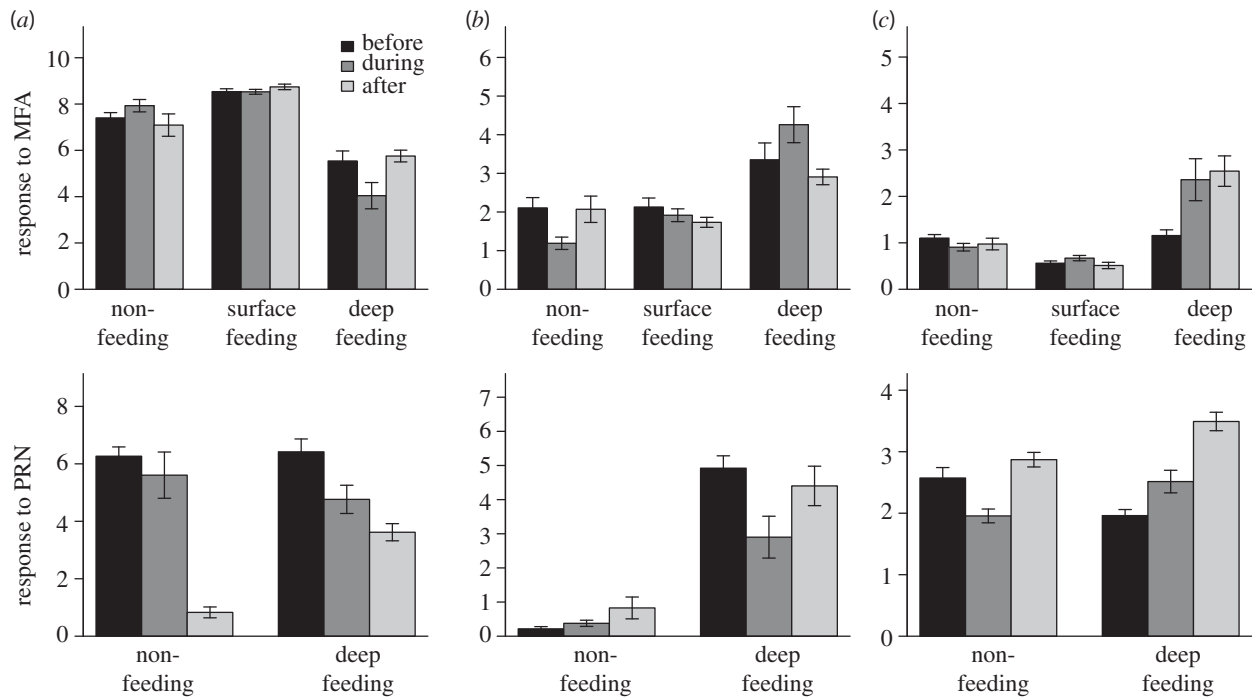 (a)
before
during
after
10
8
6
4
2
0
response to MFA
non-
feeding
surface
feeding
deep
feeding
(b)
6
5
4
3
2
1
0
non-
feeding
surface
feeding
deep
feeding
(c)
5
4
3
2
1
0
non-
feeding
surface
feeding
deep
feeding
8
6
4
2
0
response to PRN
non-
feeding
deep
feeding
7
6
5
4
3
2
1
0
non-
feeding
deep
feeding
4
3
2
1
0
non-
feeding
deep
feeding